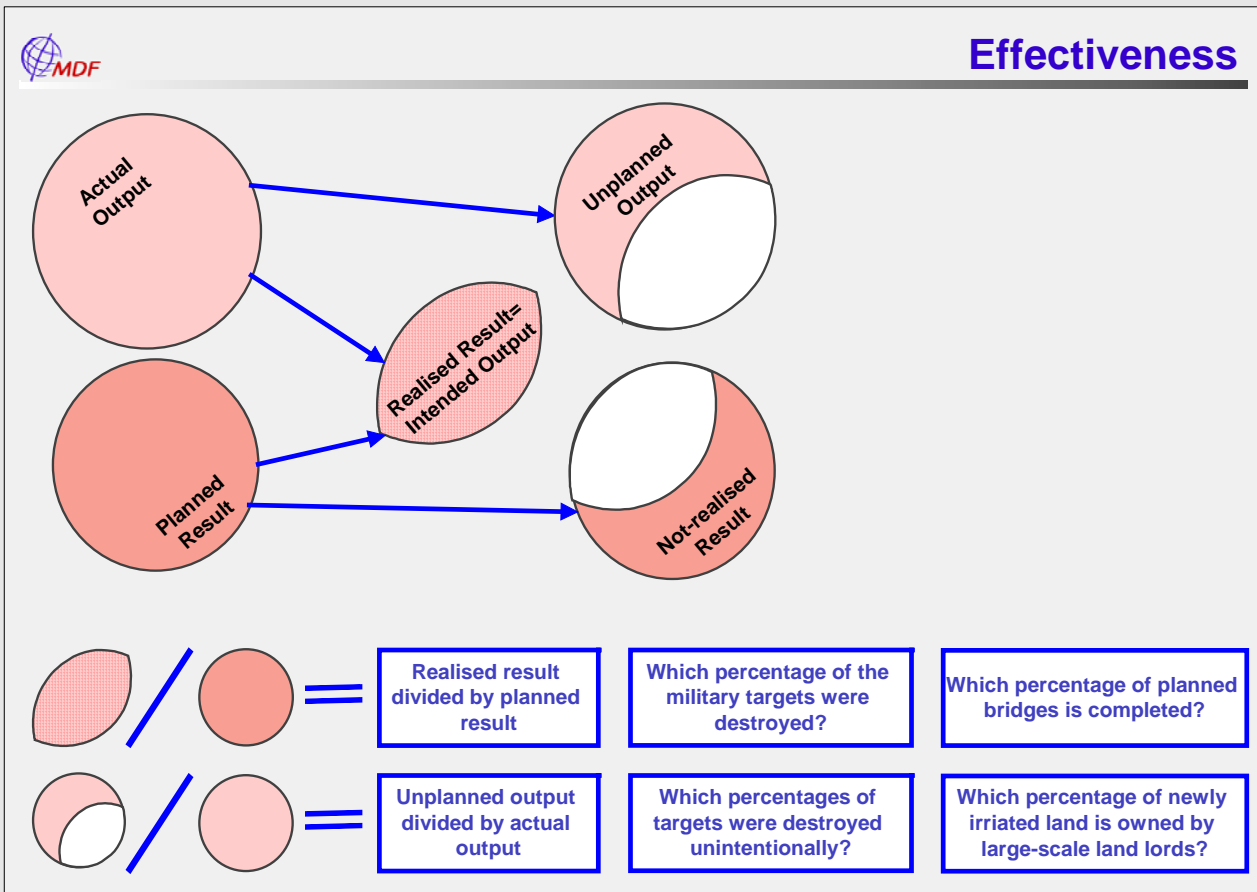 MDF
Effectiveness
Actual
Output
Unplanned
Output
Realised Result=
Intended Output
Planned
Result
Not-realised
Result
Realised result
divided by planned
result
Which percentage of the
military targets were
destroyed?
Which percentage of planned
bridges is completed?
Unplanned output
divided by actual
output
Which percentages of
targets were destroyed
unintentionally?
Which percentage of newly
irriated land is owned by
large-scale land lords?